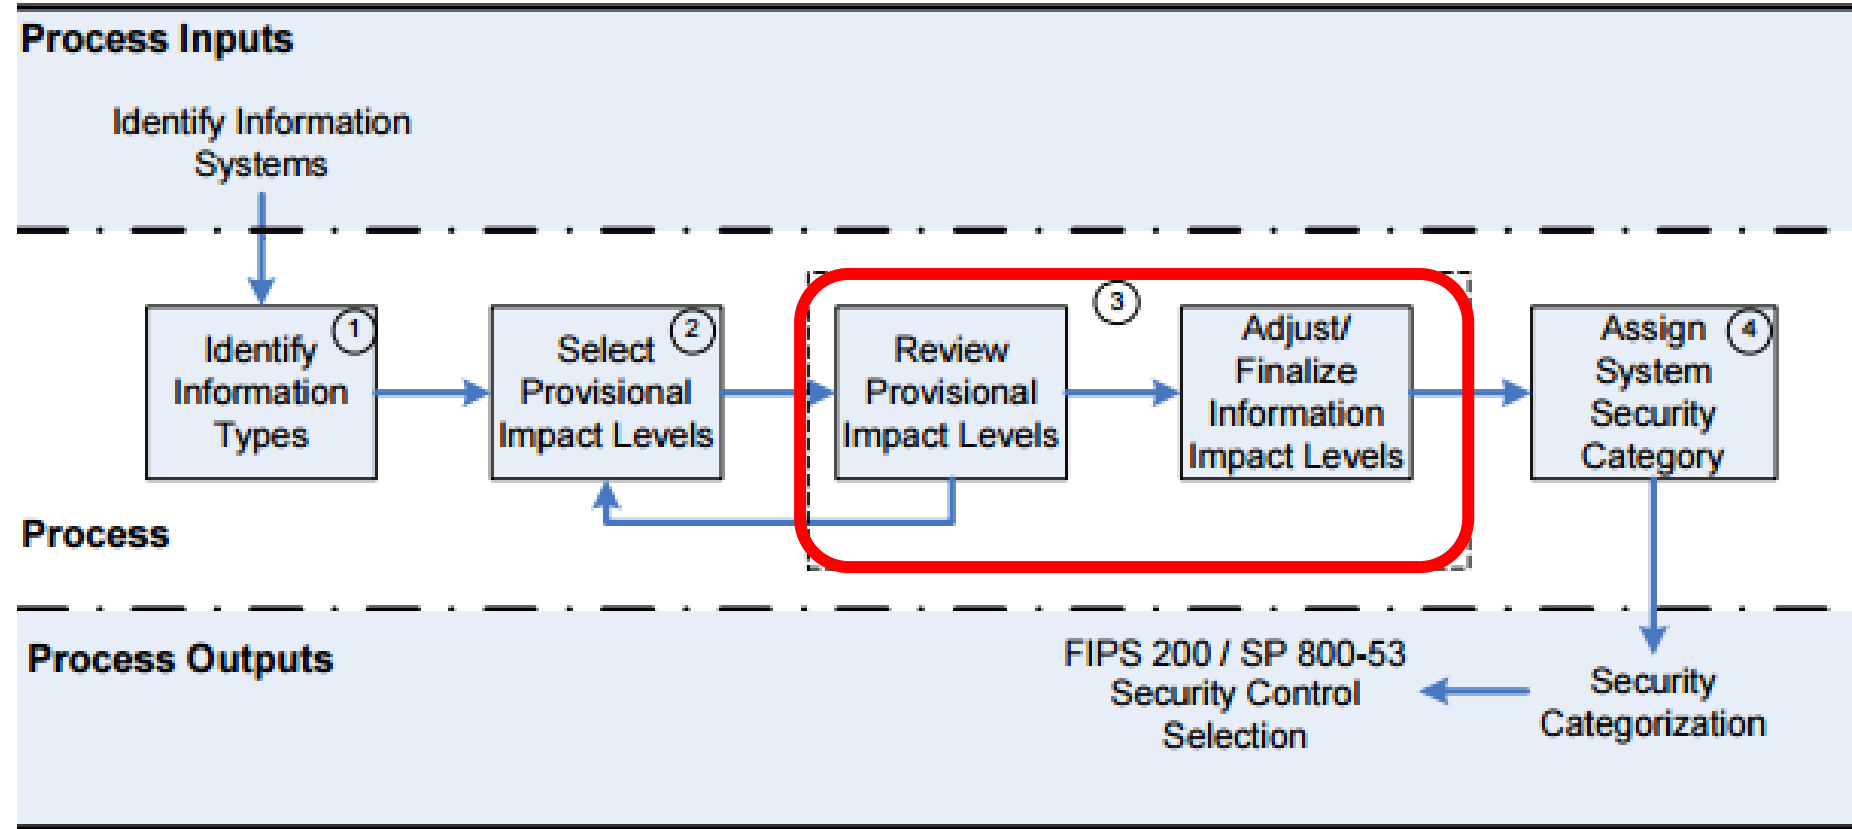 Process Inputs
Identify Information
Systems
1
Identify
Information
Types
2
Select
Provisional
Impact Levels
3
Review
Provisional
Impact Levels
Adjust/
Finalize
Information
Impact Levels
4
Assign
System
Security
Category
Process
Process Outputs
FIPS 200 / SP 800-53
Security Control
Selection
Security
Categorization